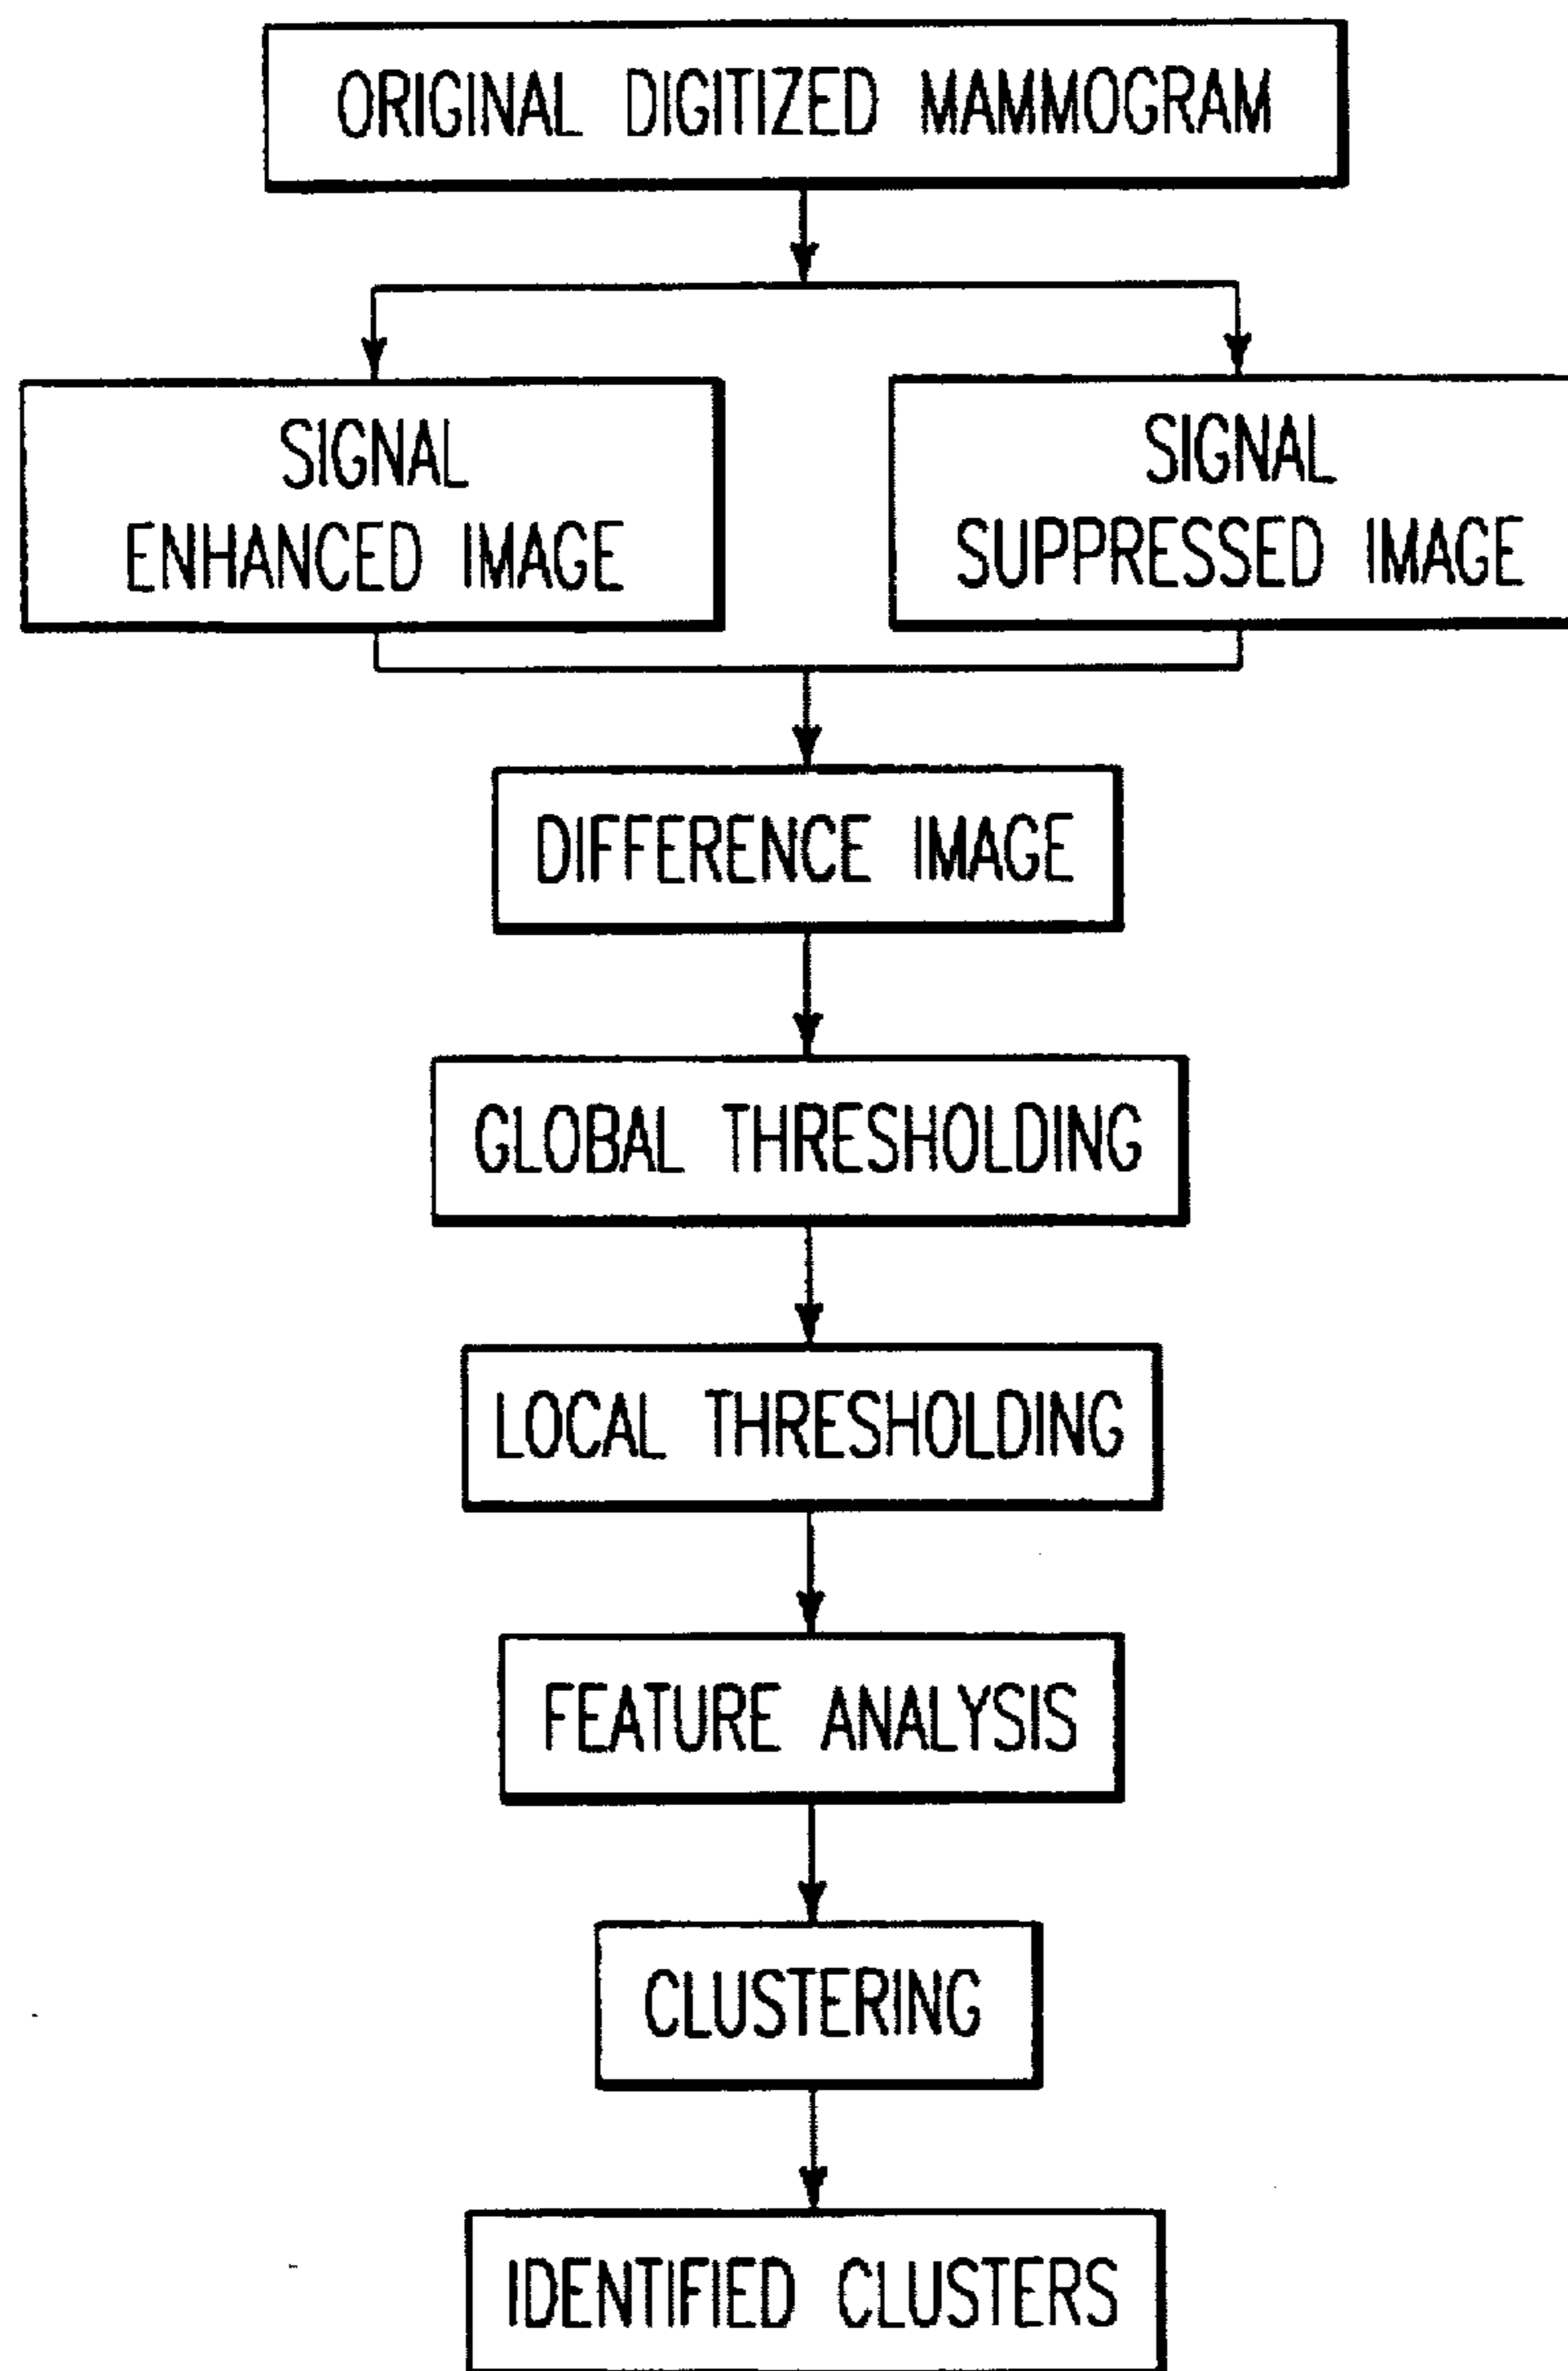 ORIGINAL DIGITIZED MAMMOGRAM
SIGNAL
ENHANCED IMAGE
SIGNAL
SUPPRESSED IMAGE
DIFFERENCE IMAGE
GLOBAL THRESHOLDING
LOCAL THRESHOLDING
FEATURE ANALYSIS
CLUSTERING
IDENTIFIED CLUSTERS